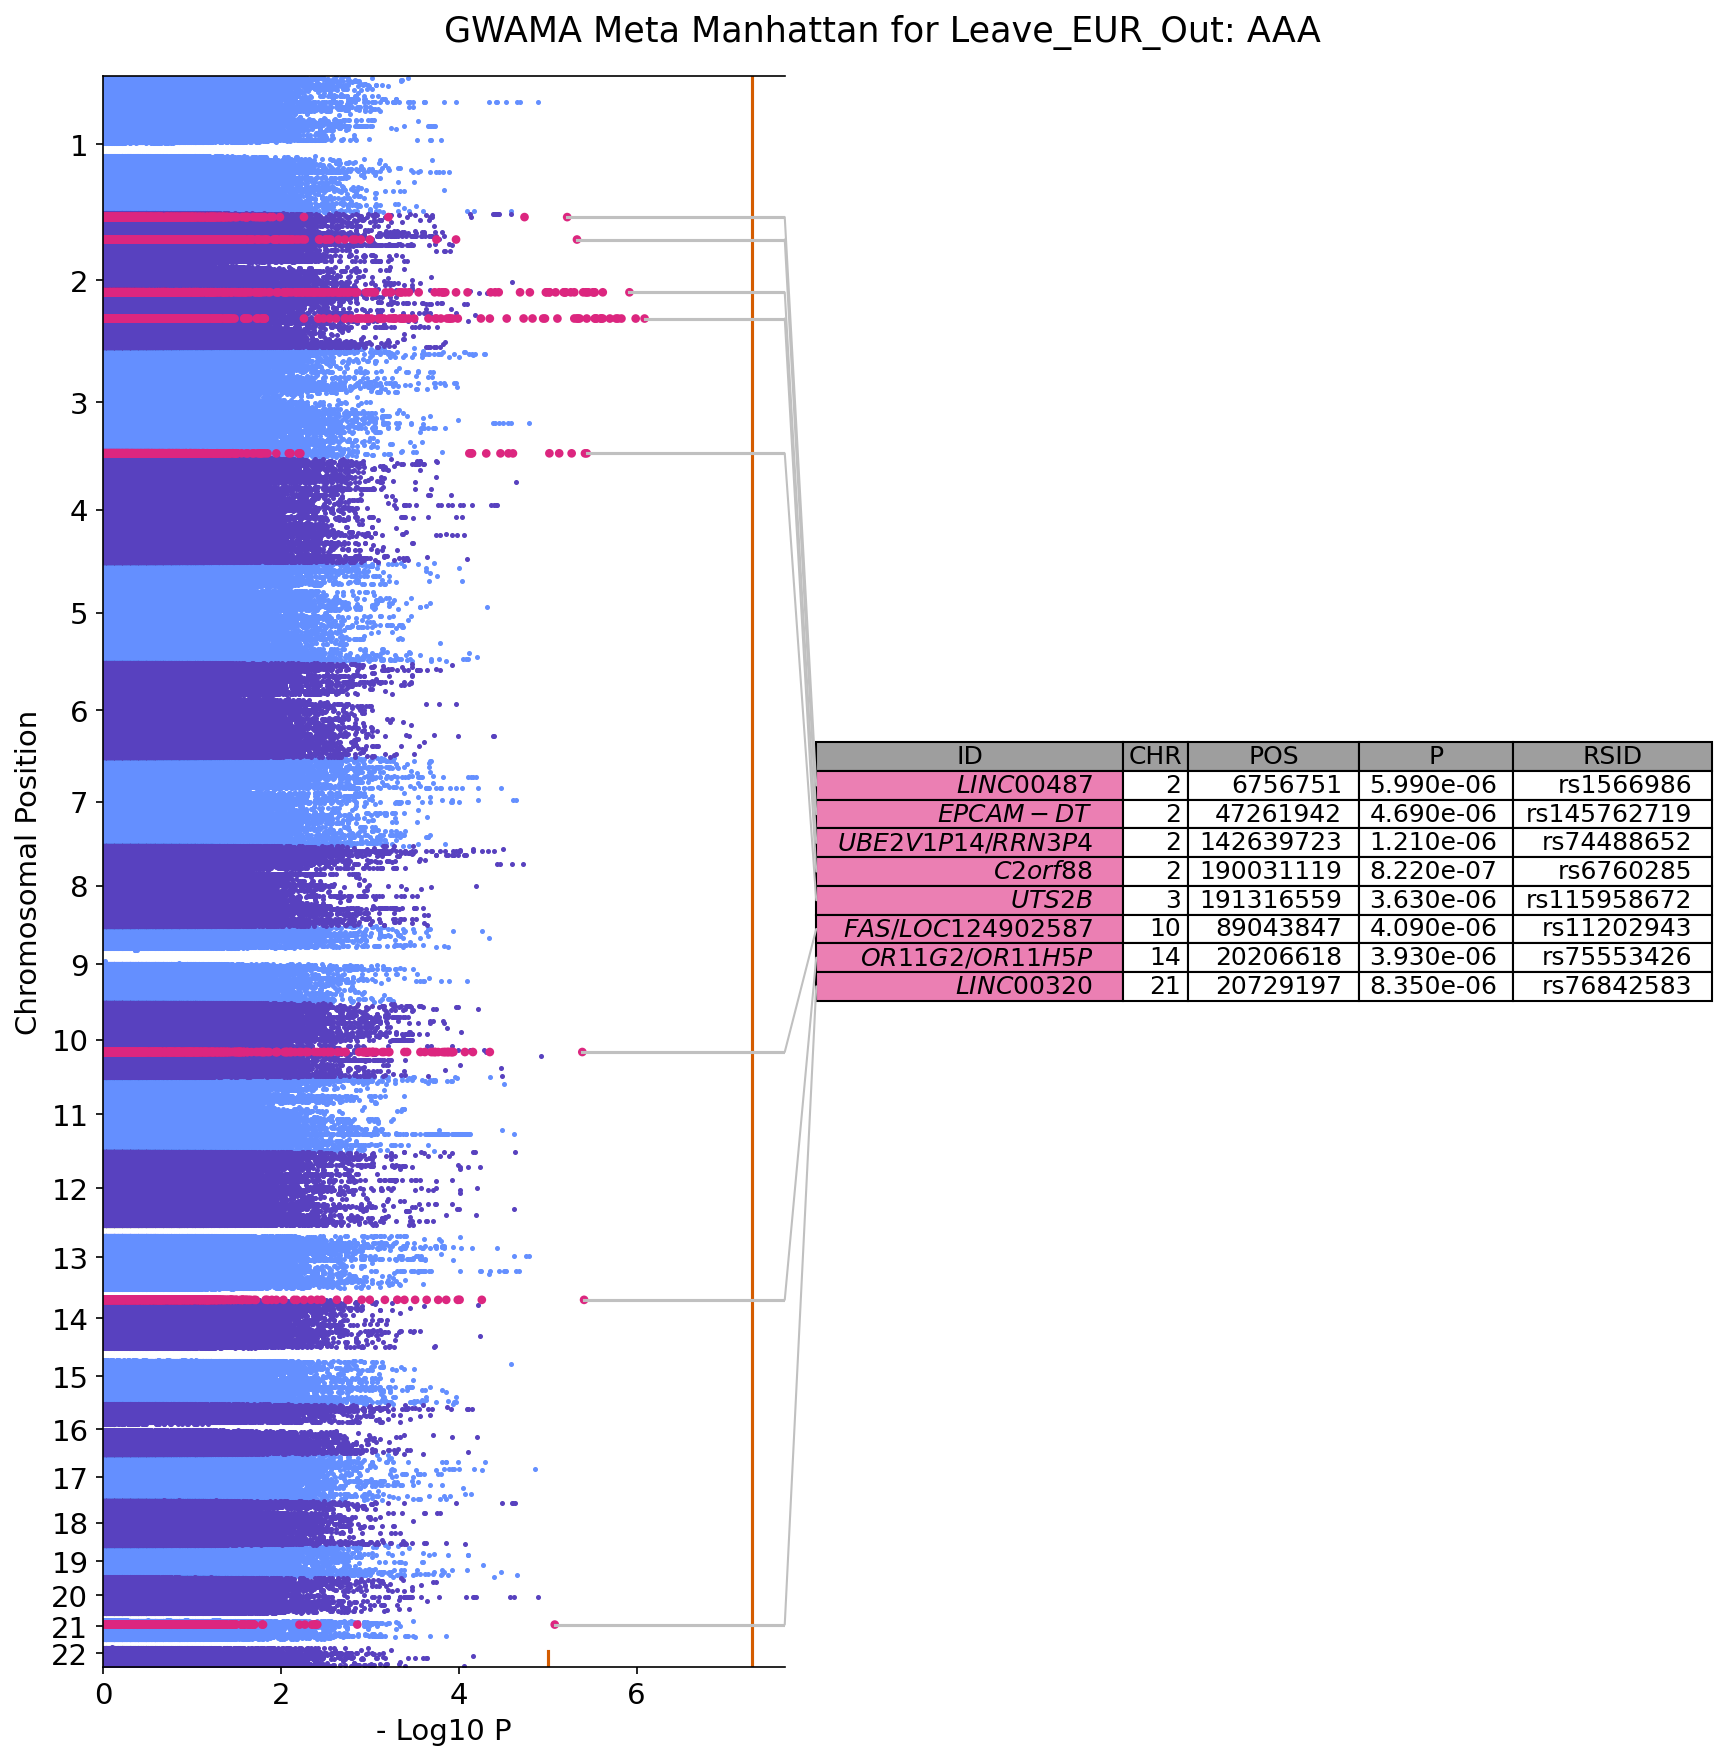 GWAMA Meta Manhattan for Leave_EUR_Out: AAA
Chromosomal Position
1
2
3
4
5
6
7
8
9
10
11
12
13
14
15
16
17
18
19
20
21
22
0 2 4 6
- Log10 P
ID CHR POS P RSID
LINC00487 2 6756751 5.990e-06 rs1566986
EPCAM − DT 2 47261942 4.690e-06 rs145762719
UBE2V1P14/RRN3P4 2 142639723 1.210e-06 rs74488652
C2orf88 2 190031119 8.220e-07 rs6760285
UTS2B 3 191316559 3.630e-06 rs115958672
FAS/LOC124902587 10 89043847 4.090e-06 rs11202943
OR11G2/OR11H5P 14 20206618 3.930e-06 rs75553426
LINC00320 21 20729197 8.350e-06 rs76842583